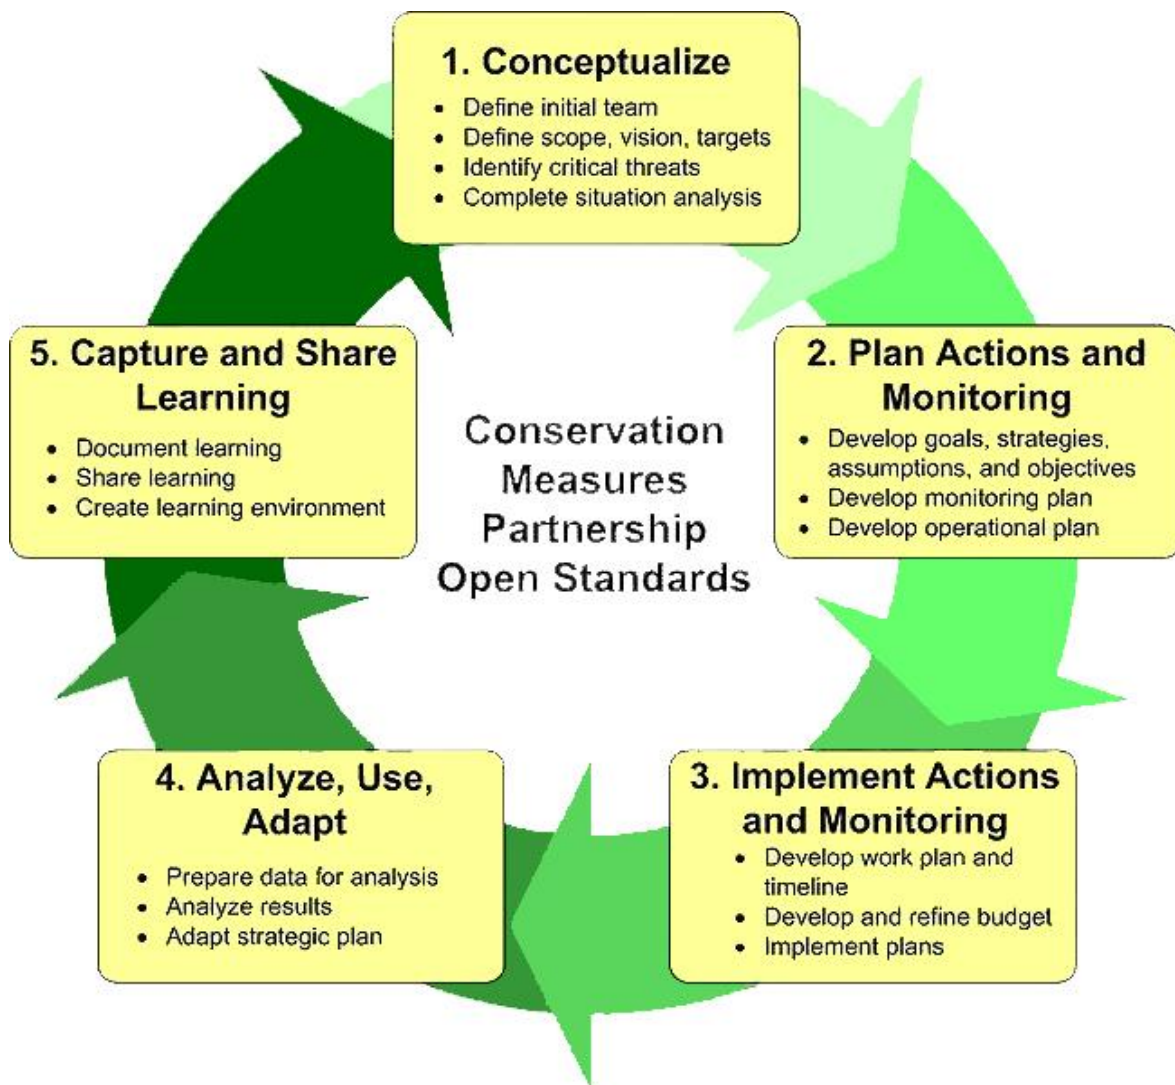 1. Conceptualize
• Define initial team
• Define scope, vision, targets
• Identify critical threats
• Complete situation analysis
2. Plan Actions and
Monitoring
• Develop goals, strategies,
assumptions, and objectives
• Develop monitoring plan
• Develop operational plan
3. Implement Actions
and Monitoring
• Develop work plan and
timeline
• Develop and refine budget
• Implement plans
4. Analyze, Use,
Adapt
• Prepare data for analysis
• Analyze results
• Adapt strategic plan
5. Capture and Share
Learning
• Document learning
• Share learning
• Create learning environment
Conservation
Measures
Partnership
Open Standards